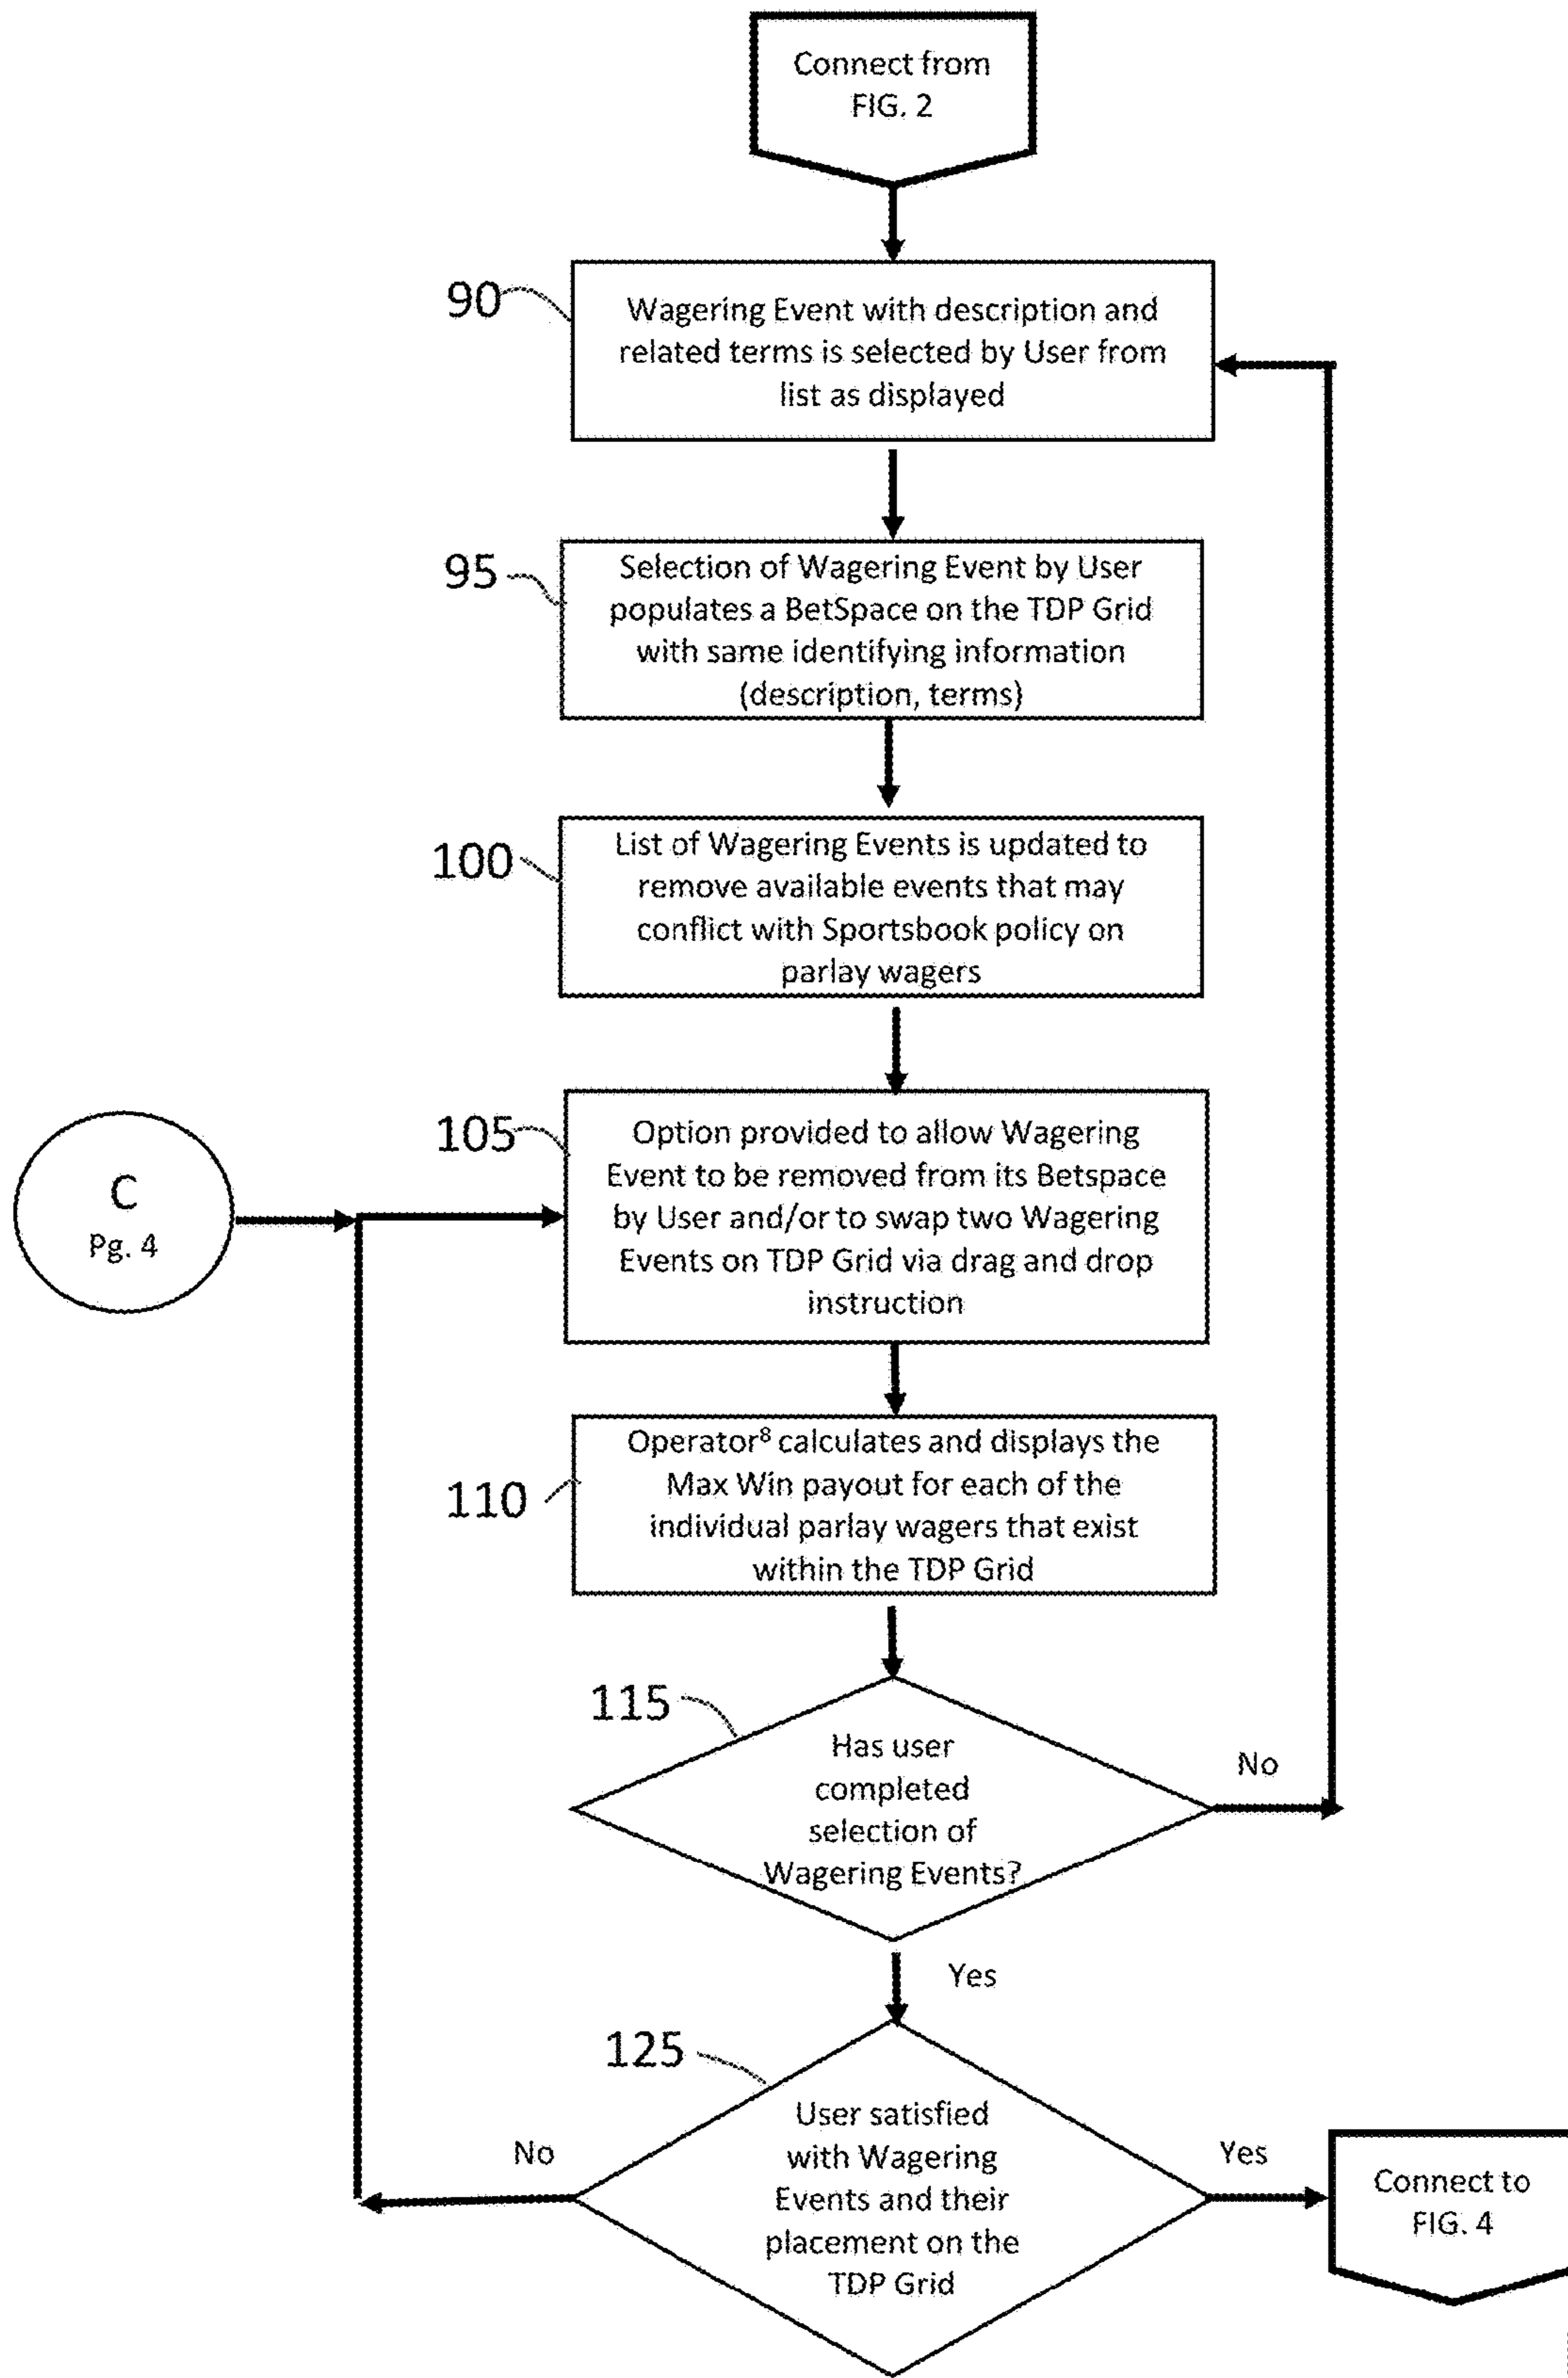 Connect from
FIG. 2
90
Wagering Event with description and
related terms is selected by User from
list as displayed
95
Selection of Wagering Event by User
populates a BetSpace on the TDP Grid
with same identifying information
(description, terms)
100
List of Wagering Events is updated to
remove available events that may
conflict with Sportsbook policy on
parlay wagers
C
Pg. 4
105
Option provided to allow Wagering
Event to be removed from its Betspace
by User and/or to swap two Wagering
Events on TDP Grid via drag and drop
instruction
110
Operator⁸ calculates and displays the
Max Win payout for each of the
individual parlay wagers that exist
within the TDP Grid
115
Has user
completed
selection of
Wagering Events?
No
Yes
125
User satisfied
with Wagering
Events and their
placement on the
TDP Grid
No
Yes
Connect to
FIG. 4